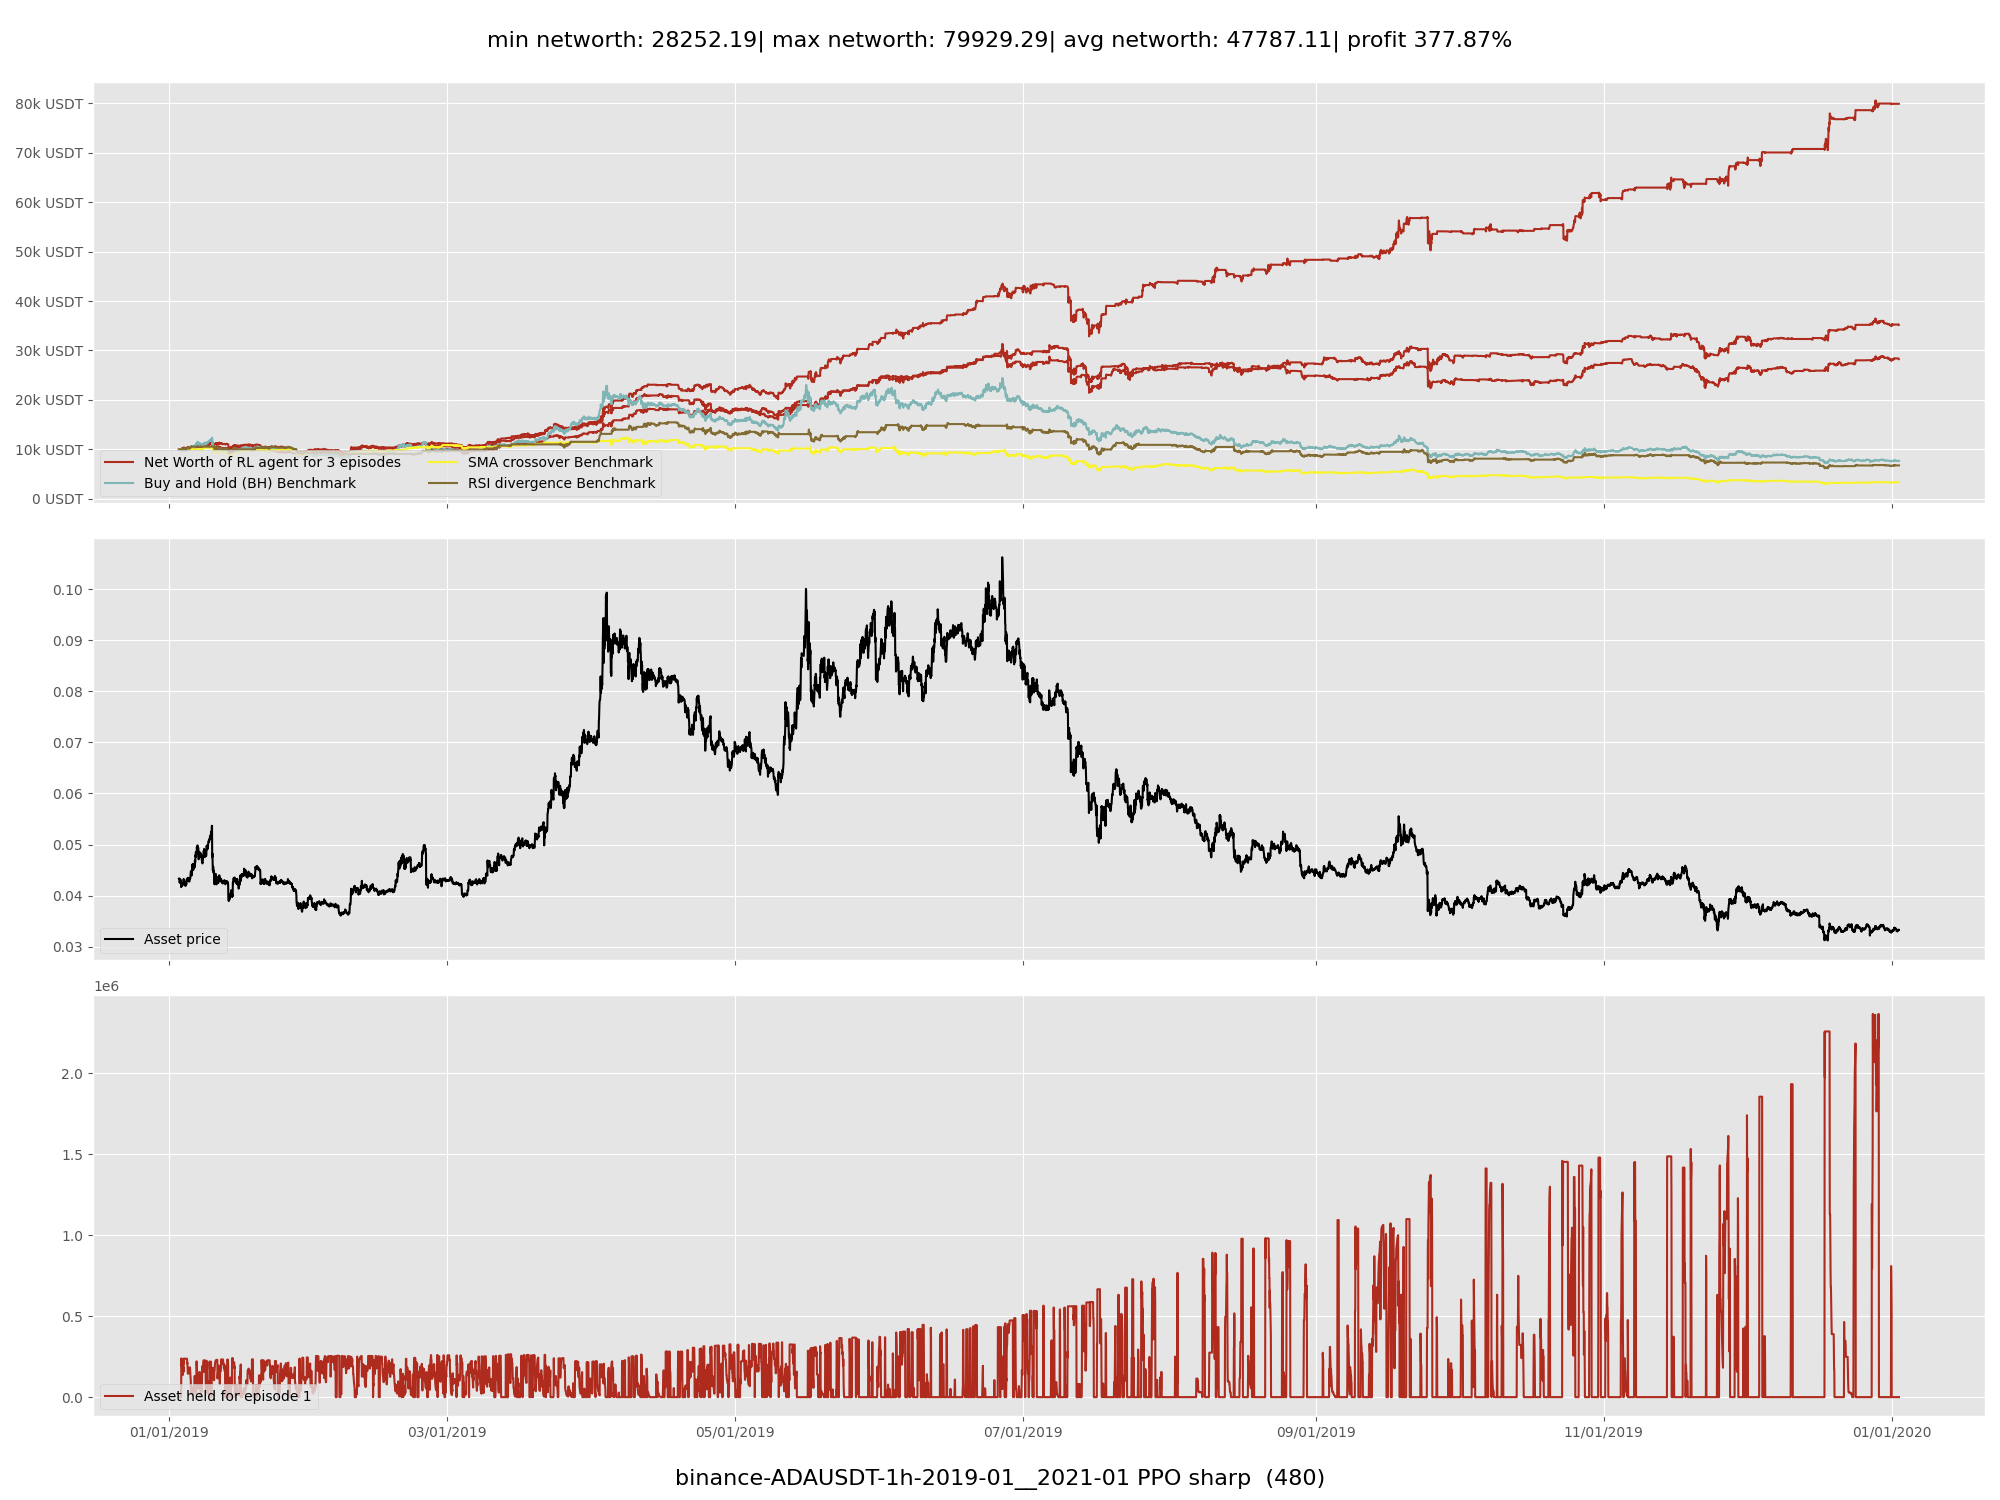 min networth: 28252.19| max networth: 79929.29| avg networth: 47787.11| profit 377.87%
80k USDT
70k USDT
60k USDT
50k USDT
40k USDT
30k USDT
20k USDT
10k USDT
0 USDT
Net Worth of RL agent for 3 episodes
Buy and Hold (BH) Benchmark
SMA crossover Benchmark
RSI divergence Benchmark
0.10
0.09
0.08
0.07
0.06
0.05
0.04
0.03
Asset price
1e6
2.0
1.5
1.0
0.5
0.0
Asset held for episode 1
01/01/2019 03/01/2019 05/01/2019 07/01/2019 09/01/2019 11/01/2019 01/01/2020
binance-ADAUSDT-1h-2019-01__2021-01 PPO sharp (480)